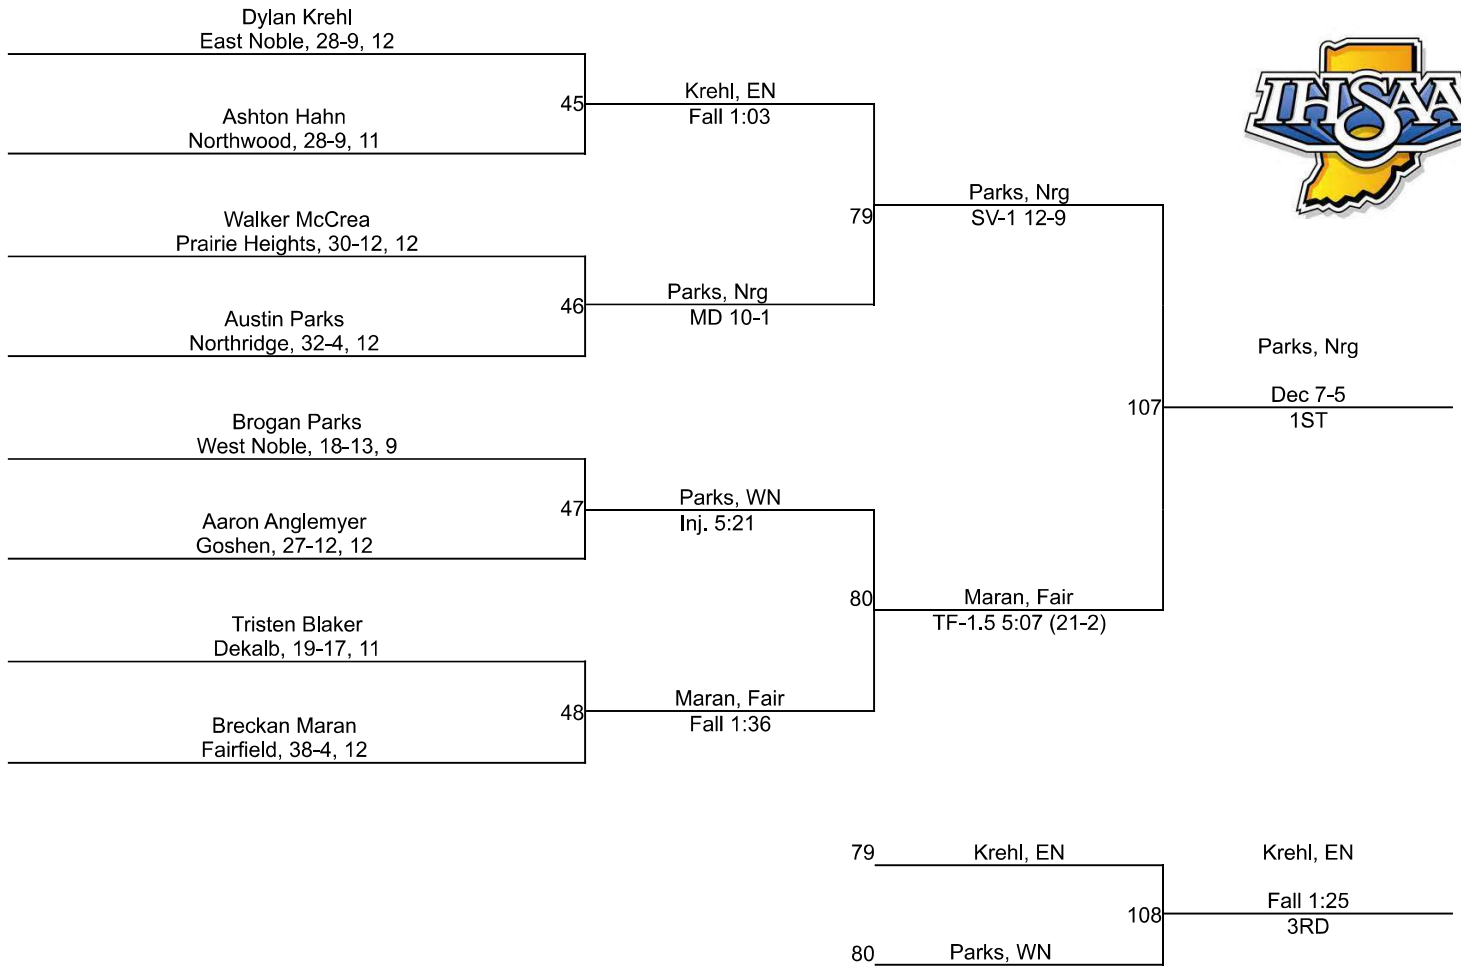 Dylan Krehl
East Noble, 28-9, 12
45
Ashton Hahn
Northwood, 28-9, 11
Krehl, EN
Fall 1:03
Walker McCrea
Prairie Heights, 30-12, 12
46
Austin Parks
Northridge, 32-4, 12
Parks, Nrg
MD 10-1
79
Parks, Nrg
SV-1 12-9
Brogan Parks
West Noble, 18-13, 9
47
Aaron Anglemyer
Goshen, 27-12, 12
Parks, WN
Inj. 5:21
Tristen Blaker
Dekalb, 19-17, 11
48
Breckan Maran
Fairfield, 38-4, 12
Maran, Fair
Fall 1:36
80
Maran, Fair
TF-1.5 5:07 (21-2)
107
Parks, Nrg
Dec 7-5
1ST
IHSAA
79
Krehl, EN
80
Parks, WN
108
Krehl, EN
Fall 1:25
3RD